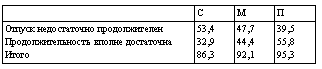 С М П
Отпуск недостаточно продолжителен 53,4 47,7 39,5
Продолжительность вполне достаточна 32,9 44,4 55,8
Итого 86,3 92,1 95,3